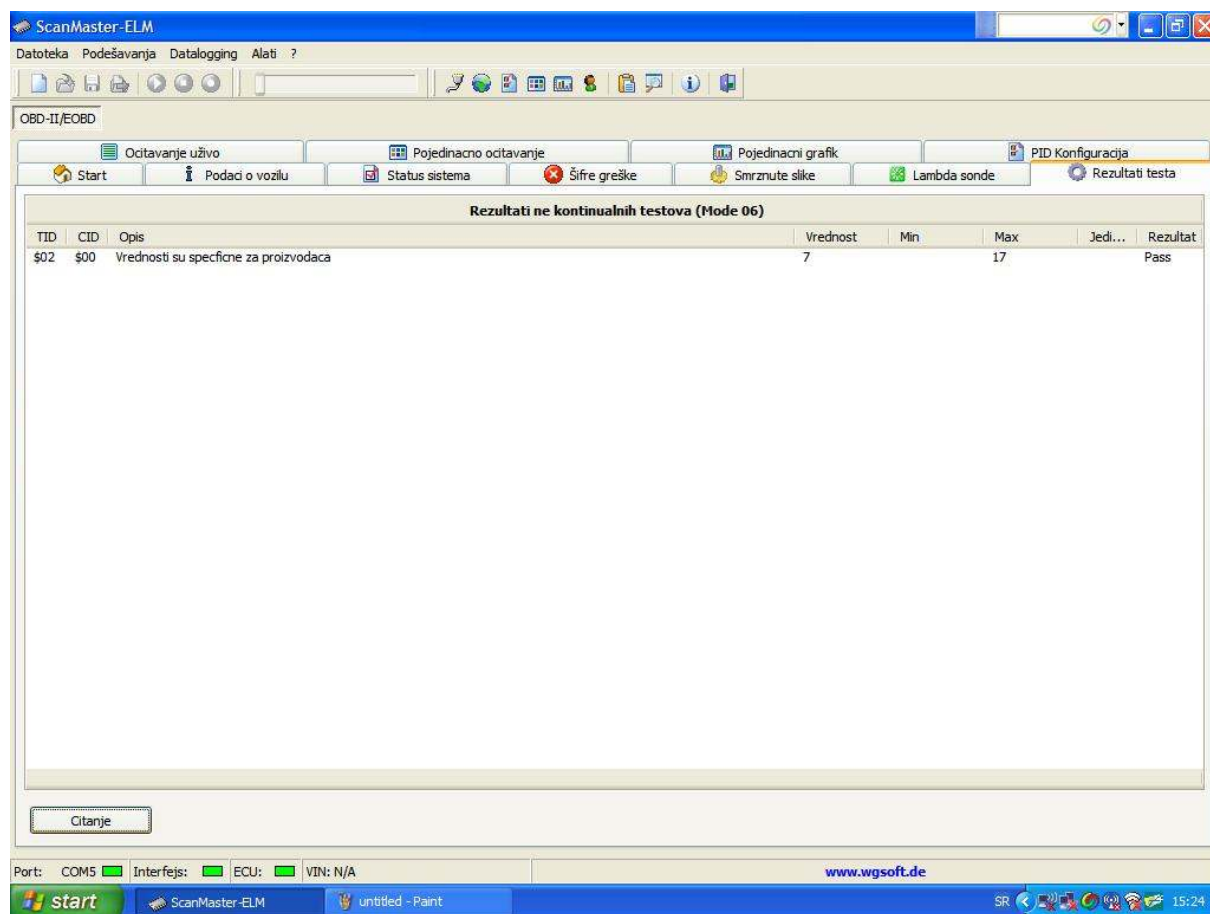 ScanMaster-ELM
Datoteka Podešavanja Datalogging Alati ?
OBD-II/EOBD
Ocitavanje uživo Pojedinacno ocitavanje Pojedinacni grafik PID Konfiguracija
Start Podaci o vozilu Status sistema Šifre greške Smrznute slike Lambda sonde Rezultati testa
Rezultati ne kontinualnih testova (Mode 06)
TID CID Opis Vrednost Min Max Jedi... Rezultat
$02 $00 Vrednosti su specficne za proizvodaca 7 17 Pass
Citanje
Port: COM5 Interfejs: ECU: VIN: N/A www.wgsoft.de
start ScanMaster-ELM untitled - Paint SR 15:24